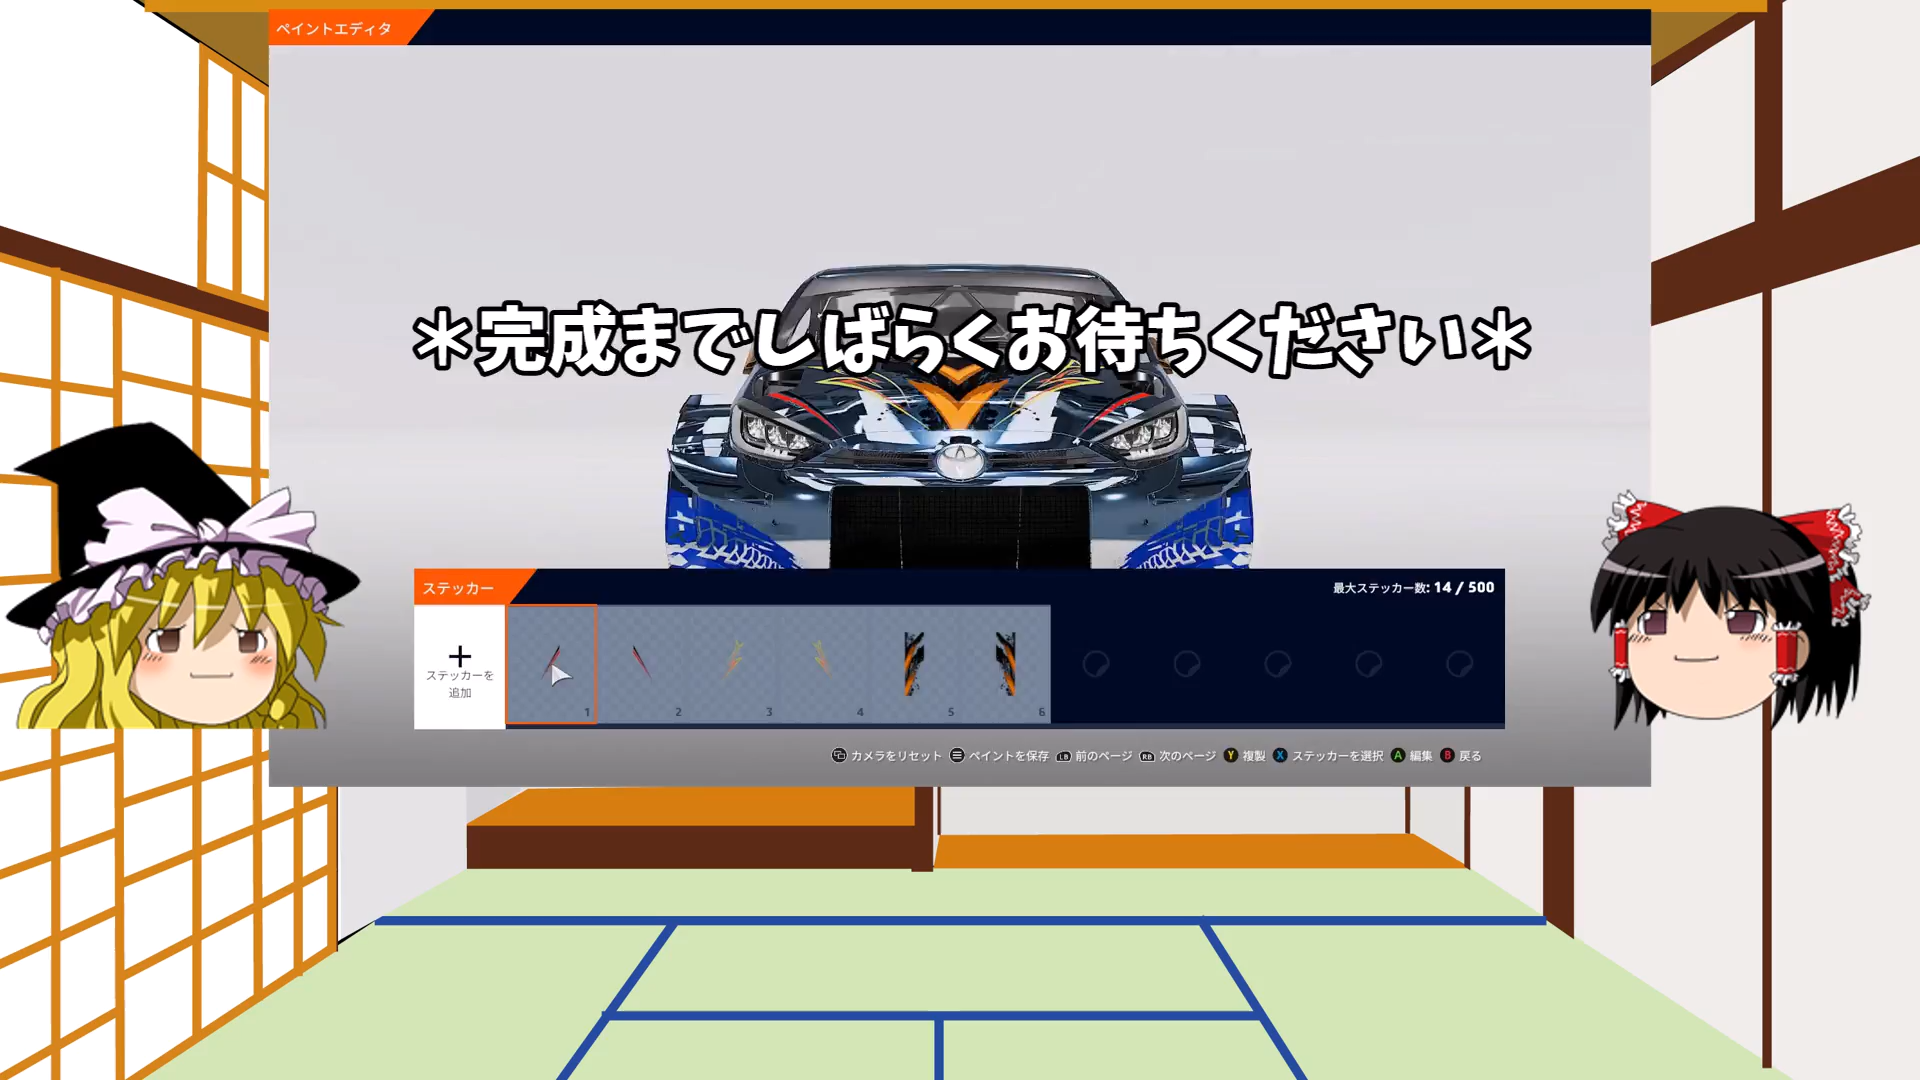 ペイントエディタ
＊完成までしばらくお待ちください＊
ステッカー
最大ステッカー数: 14 / 500
ステッカーを
追加
1
2
3
4
5
6
カメラをリセット ペイントを保存 LB 前のページ RB 次のページ Y 複製 X ステッカーを選択 A 編集 B 戻る